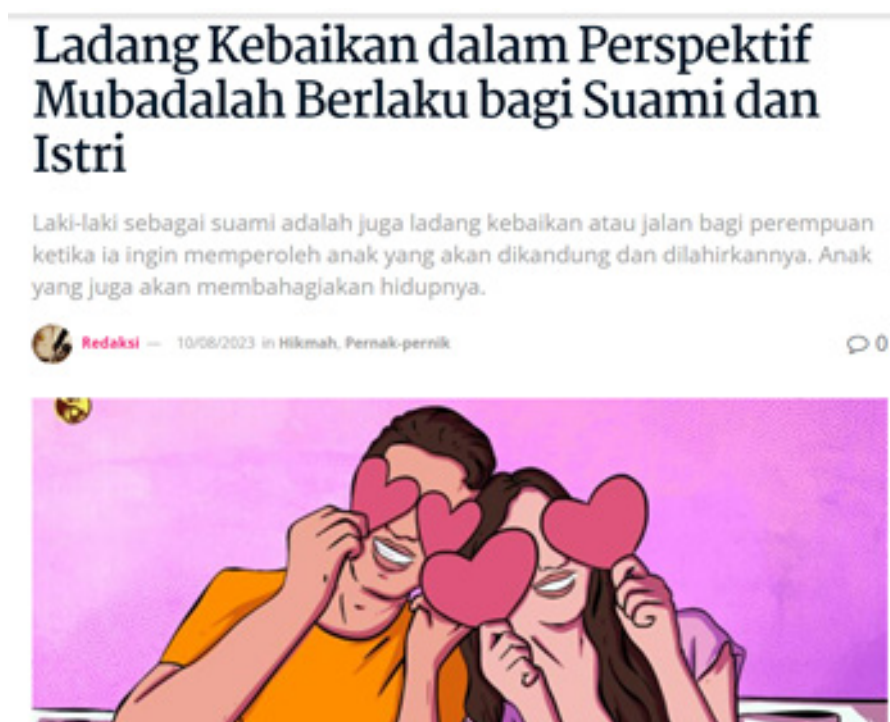 Ladang Kebaikan dalam Perspektif
Mubadalah Berlaku bagi Suami dan
Istri
Laki-laki sebagai suami adalah juga ladang kebaikan atau jalan bagi perempuan
ketika ia ingin memperoleh anak yang akan dikandung dan dilahirkannya. Anak
yang juga akan membahagiakan hidupnya.
Redaksi — 10/08/2023 in Hikmah, Pernak-pernik 0